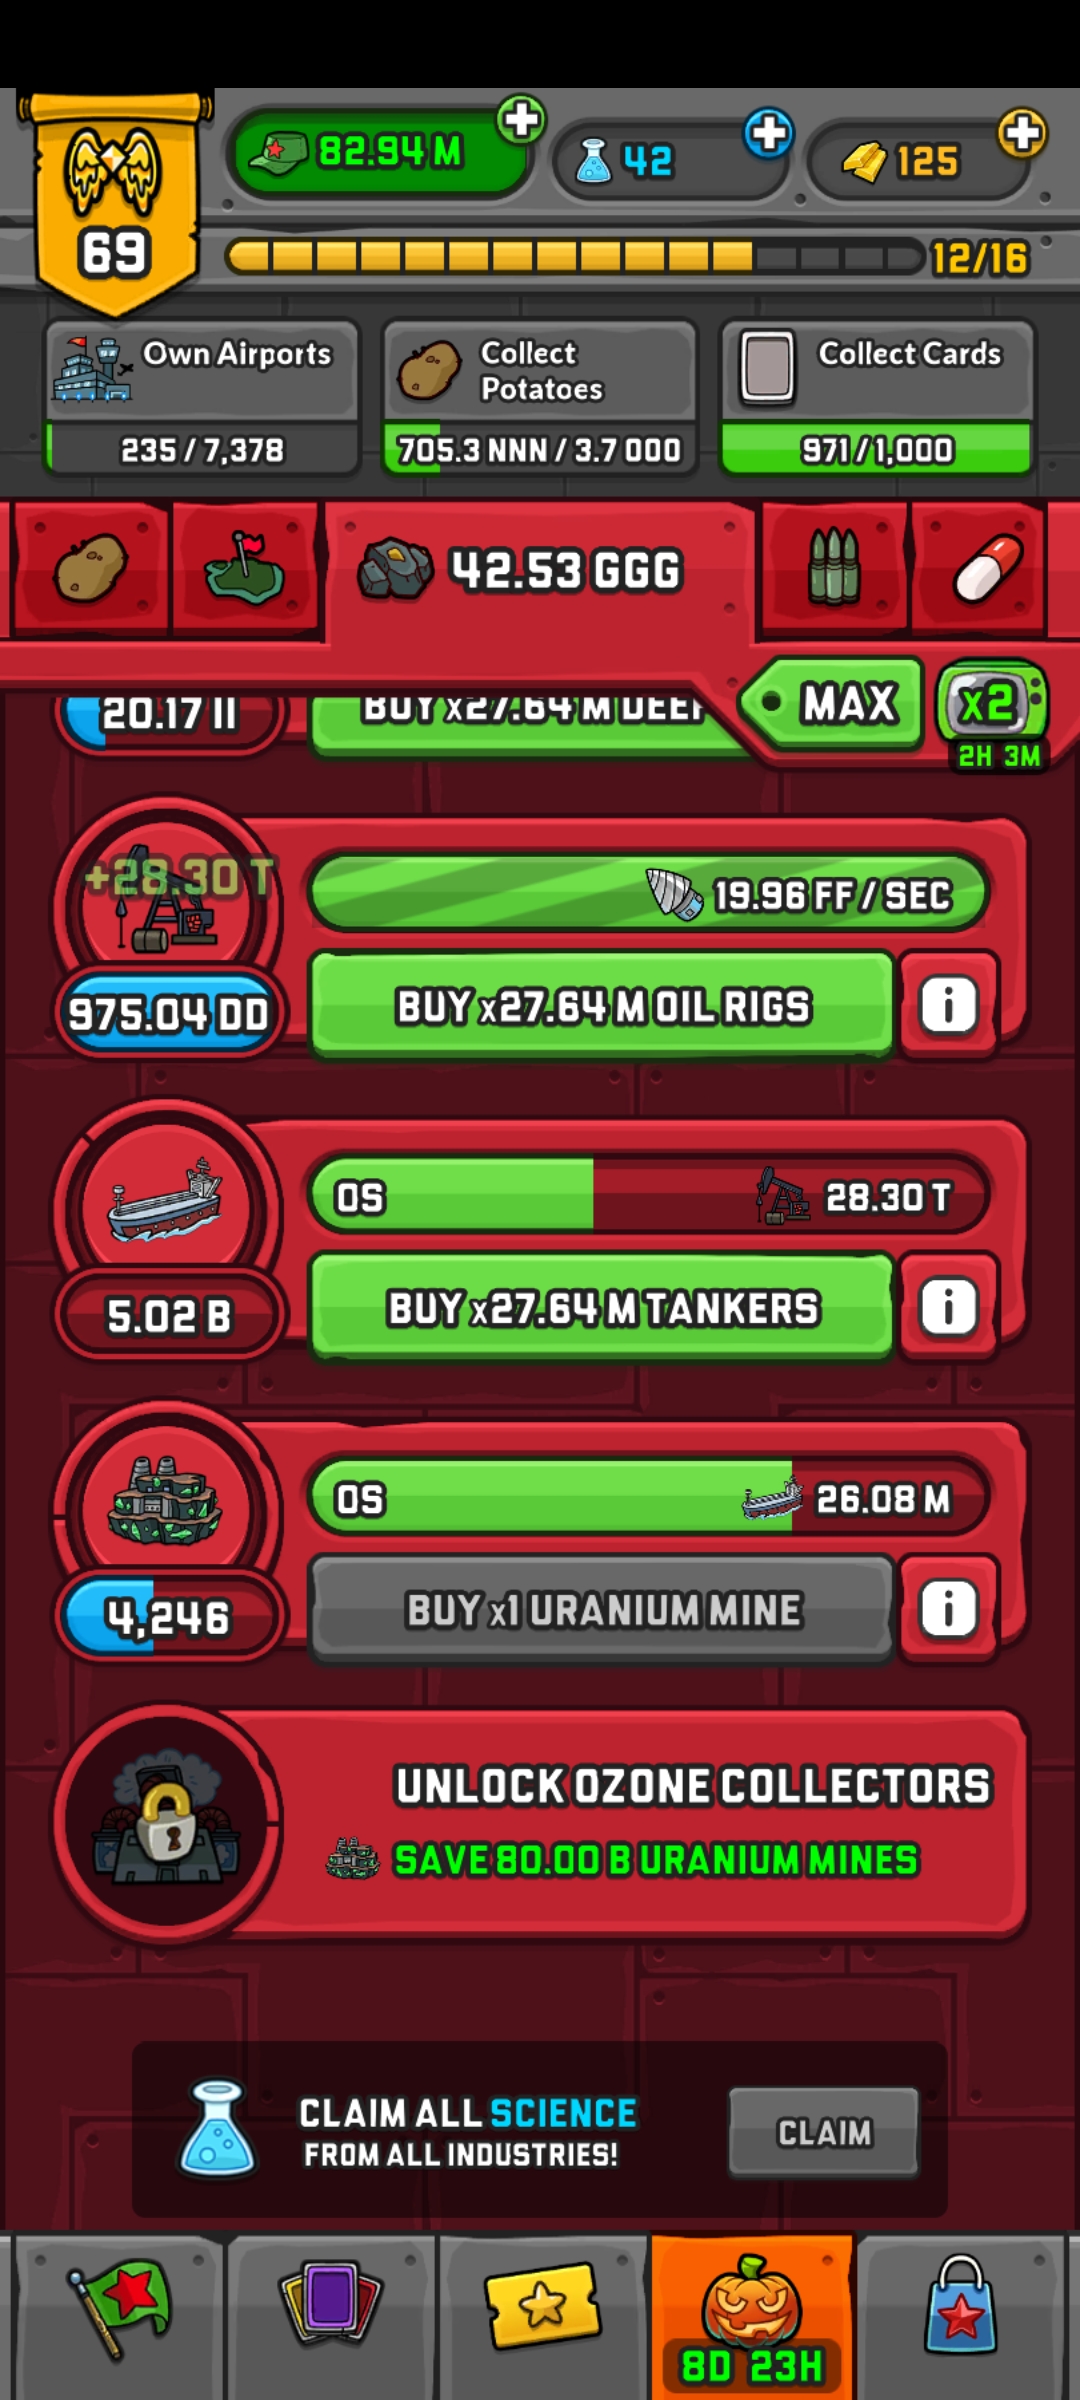 82.94 M
42
125
69
12/16
Own Airports
Collect
Potatoes
Collect Cards
235 / 7,378
705.3 NNN / 3.7 OOO
971 / 1,000
42.53 GGG
MAX
x2
2H 3M
20.17 II
BUY x27.64 M
+28.30 T
19.96 FF / SEC
975.04 DD
BUY x27.64 M OIL RIGS
i
0S
28.30 T
5.02 B
BUY x27.64 M TANKERS
i
0S
26.08 M
4,246
BUY x1 URANIUM MINE
i
UNLOCK OZONE COLLECTORS
SAVE 80.00 B URANIUM MINES
CLAIM ALL SCIENCE
FROM ALL INDUSTRIES!
CLAIM
8D 23H